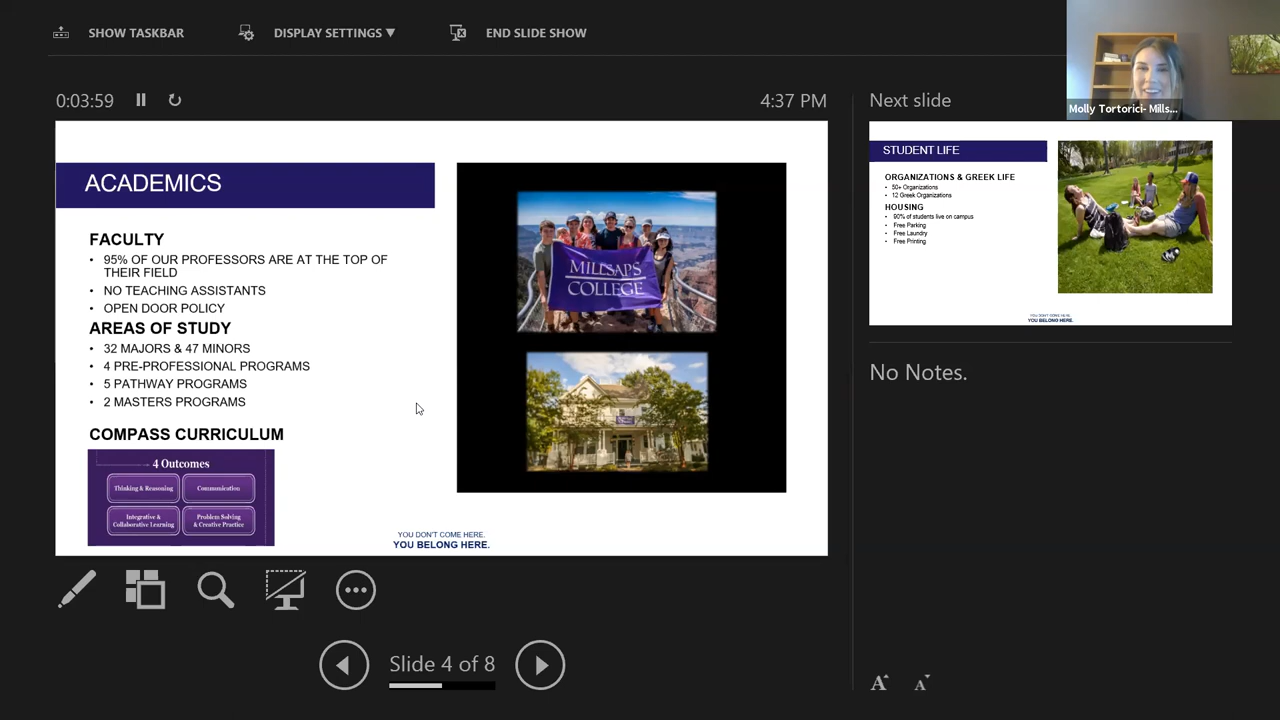 SHOW TASKBAR
DISPLAY SETTINGS ▼
END SLIDE SHOW
0:03:59
4:37 PM
ACADEMICS
FACULTY
• 95% OF OUR PROFESSORS ARE AT THE TOP OF
THEIR FIELD
• NO TEACHING ASSISTANTS
• OPEN DOOR POLICY
AREAS OF STUDY
• 32 MAJORS & 47 MINORS
• 4 PRE-PROFESSIONAL PROGRAMS
• 5 PATHWAY PROGRAMS
• 2 MASTERS PROGRAMS
COMPASS CURRICULUM
4 Outcomes
Thinking & Reasoning
Communication
Integrative &
Collaborative Learning
Problem Solving
& Creative Practice
MILLSAPS
COLLEGE
YOU DON'T COME HERE.
YOU BELONG HERE.
Slide 4 of 8
Next slide
Molly Tortorici- Mills...
STUDENT LIFE
ORGANIZATIONS & GREEK LIFE
• 50+ Organizations
• 12 Greek Organizations
HOUSING
• 90% of students live on campus
• Free Parking
• Free Laundry
• Free Printing
YOU DON'T COME HERE.
YOU BELONG HERE.
No Notes.
A A